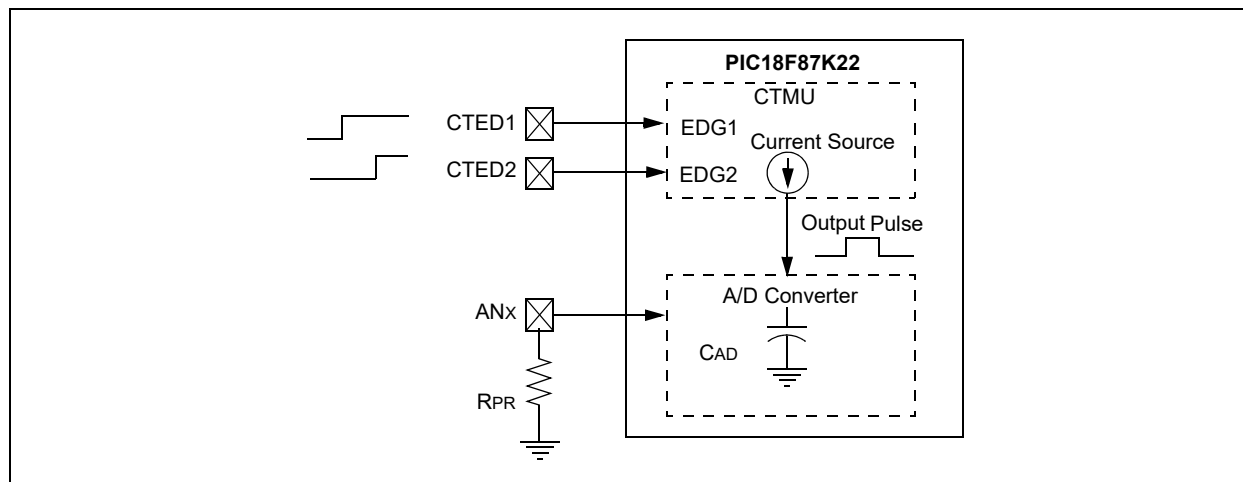 PIC18F87K22
CTMU
CTED1
EDG1
Current Source
CTED2
EDG2
Output Pulse
A/D Converter
ANX
CAD
RPR